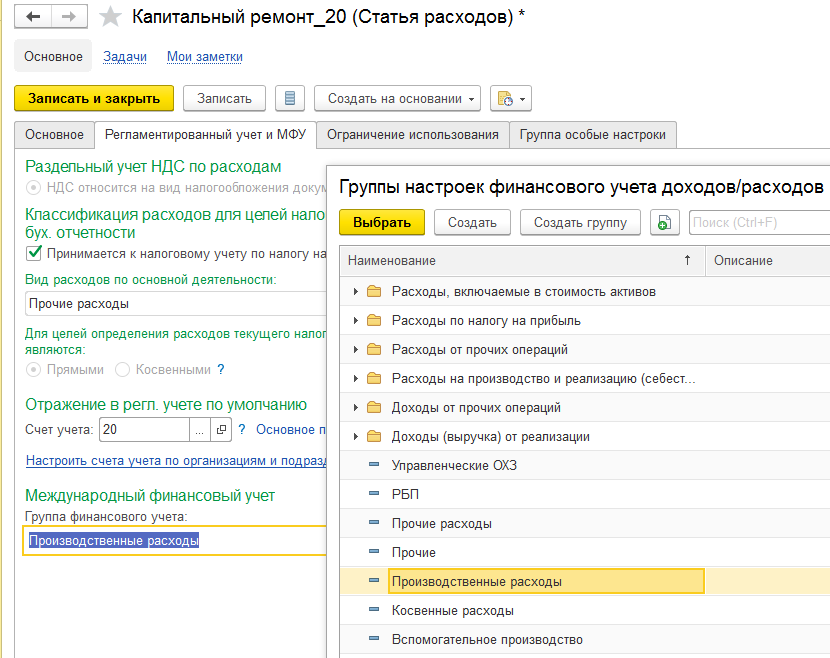 Капитальный ремонт_20 (Статья расходов) *
Основное Задачи Мои заметки
Записать и закрыть Записать Создать на основании
Основное Регламентированный учет и МФУ Ограничение использования Группа особые настроки
Раздельный учет НДС по расходам
НДС относится на вид налогообложения докум
Классификация расходов для целей нало
бух. отчетности
Принимается к налоговому учету по налогу на
Вид расходов по основной деятельности:
Прочие расходы
Для целей определения расходов текущего налог
являются:
Прямыми Косвенными ?
Отражение в регл. учете по умолчанию
Счет учета: 20 ... ? Основное п
Настроить счета учета по организациям и подразд
Международный финансовый учет
Группа финансового учета:
Производственные расходы
Группы настроек финансового учета доходов/расходов
Выбрать Создать Создать группу Поиск (Ctrl+F)
Наименование ↑ Описание
Расходы, включаемые в стоимость активов
Расходы по налогу на прибыль
Расходы от прочих операций
Расходы на производство и реализацию (себест...
Доходы от прочих операций
Доходы (выручка) от реализации
Управленческие ОХЗ
РБП
Прочие расходы
Прочие
Производственные расходы
Косвенные расходы
Вспомогательное производство